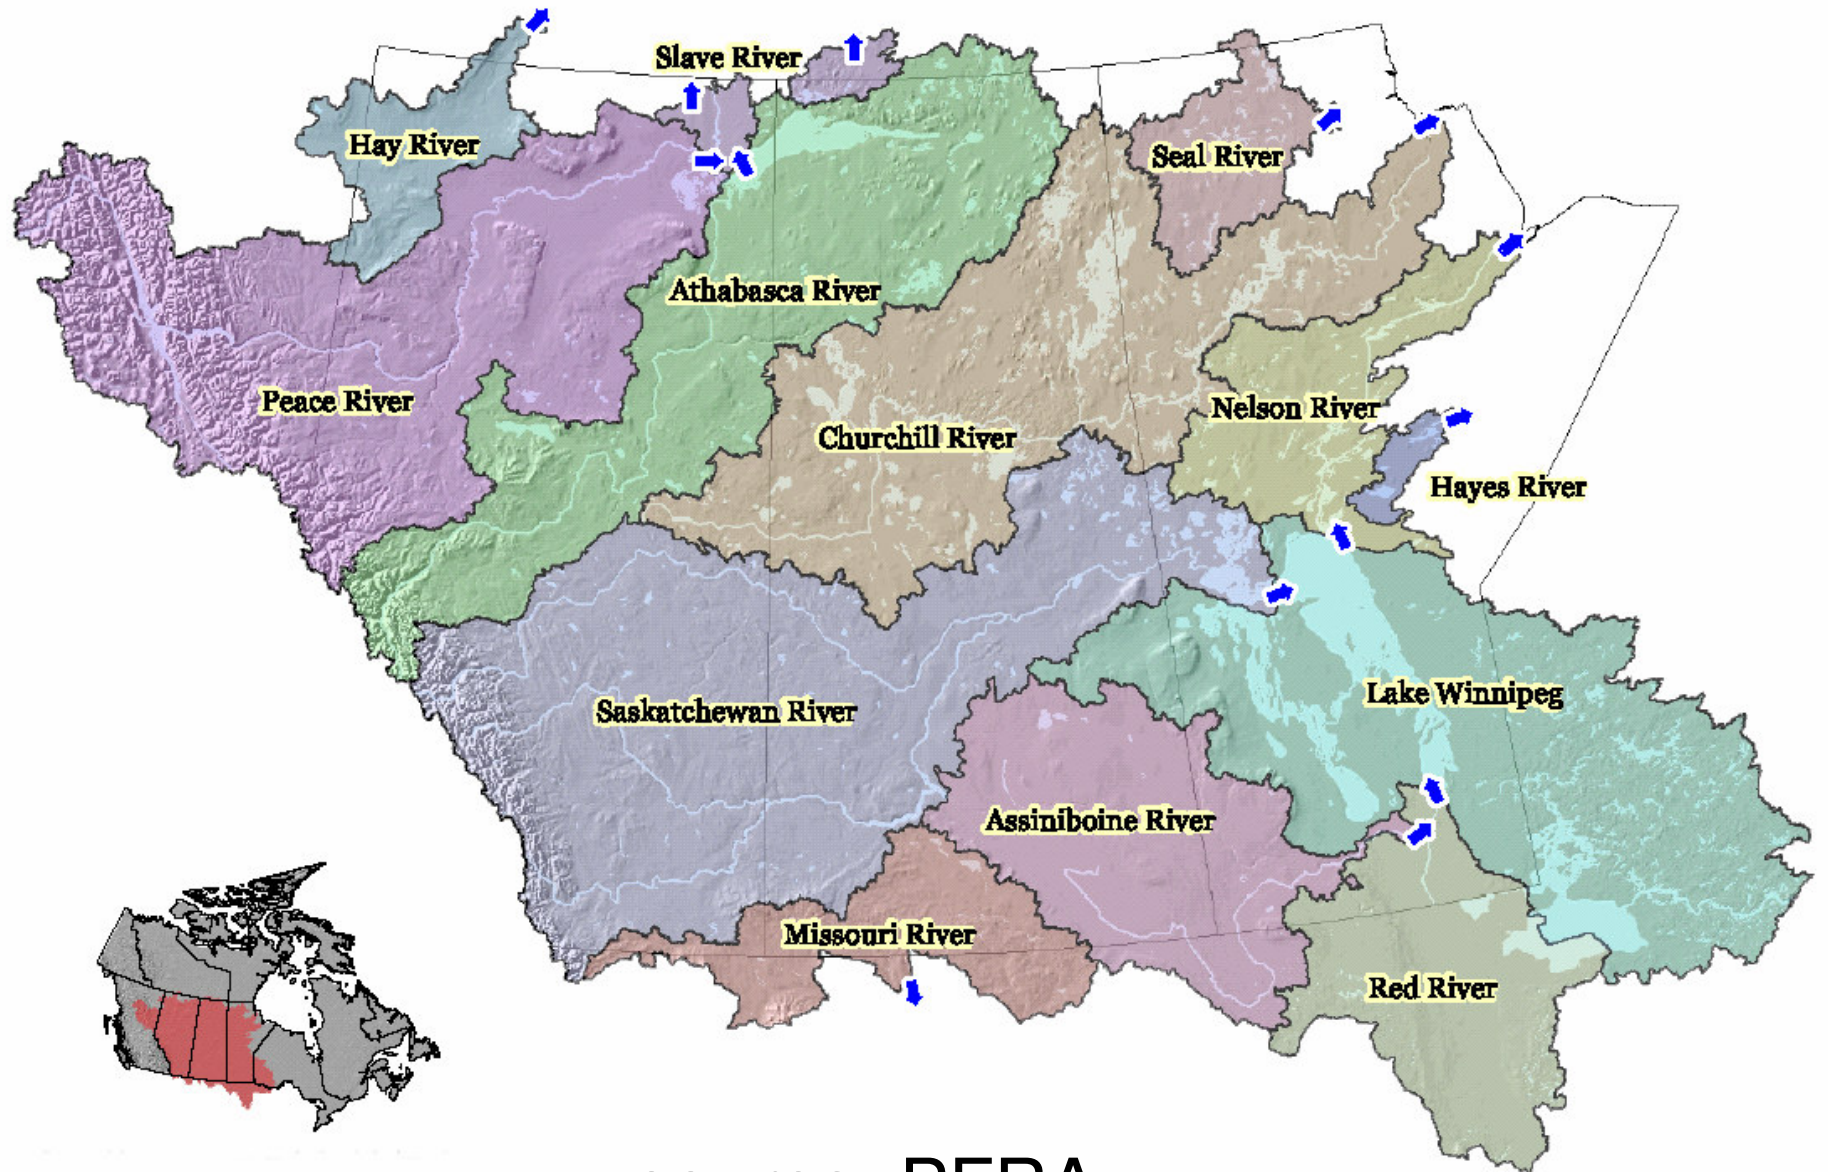 Slave River
Hay River
Seal River
Athabasca River
Peace River
Nelson River
Churchill River
Hayes River
Lake Winnipeg
Saskatchewan River
Assiniboine River
Missouri River
Red River
PFRA